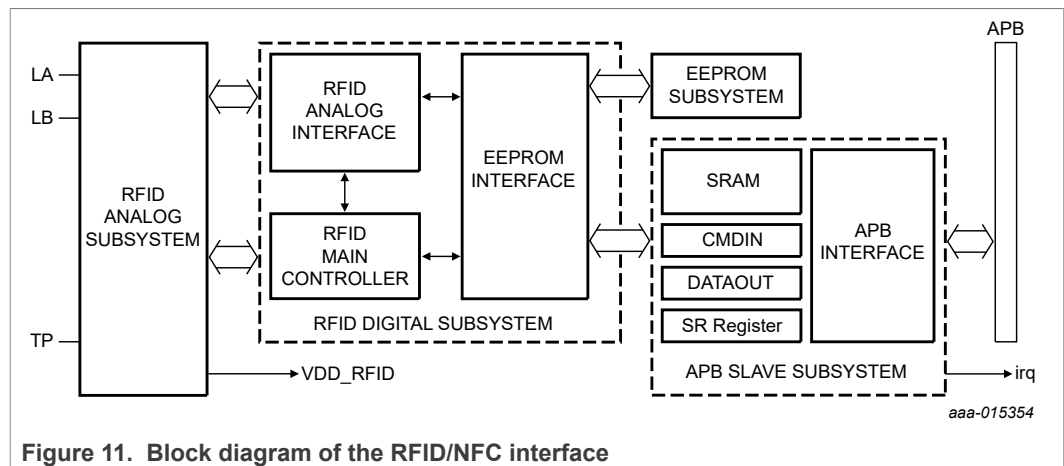 APB
LA
LB
TP
RFID
ANALOG
SUBSYSTEM
RFID
ANALOG
INTERFACE
RFID
MAIN
CONTROLLER
EEPROM
INTERFACE
RFID DIGITAL SUBSYSTEM
EEPROM
SUBSYSTEM
SRAM
CMDIN
DATAOUT
SR Register
APB
INTERFACE
APB SLAVE SUBSYSTEM
VDD_RFID
irq
aaa-015354
Figure 11. Block diagram of the RFID/NFC interface